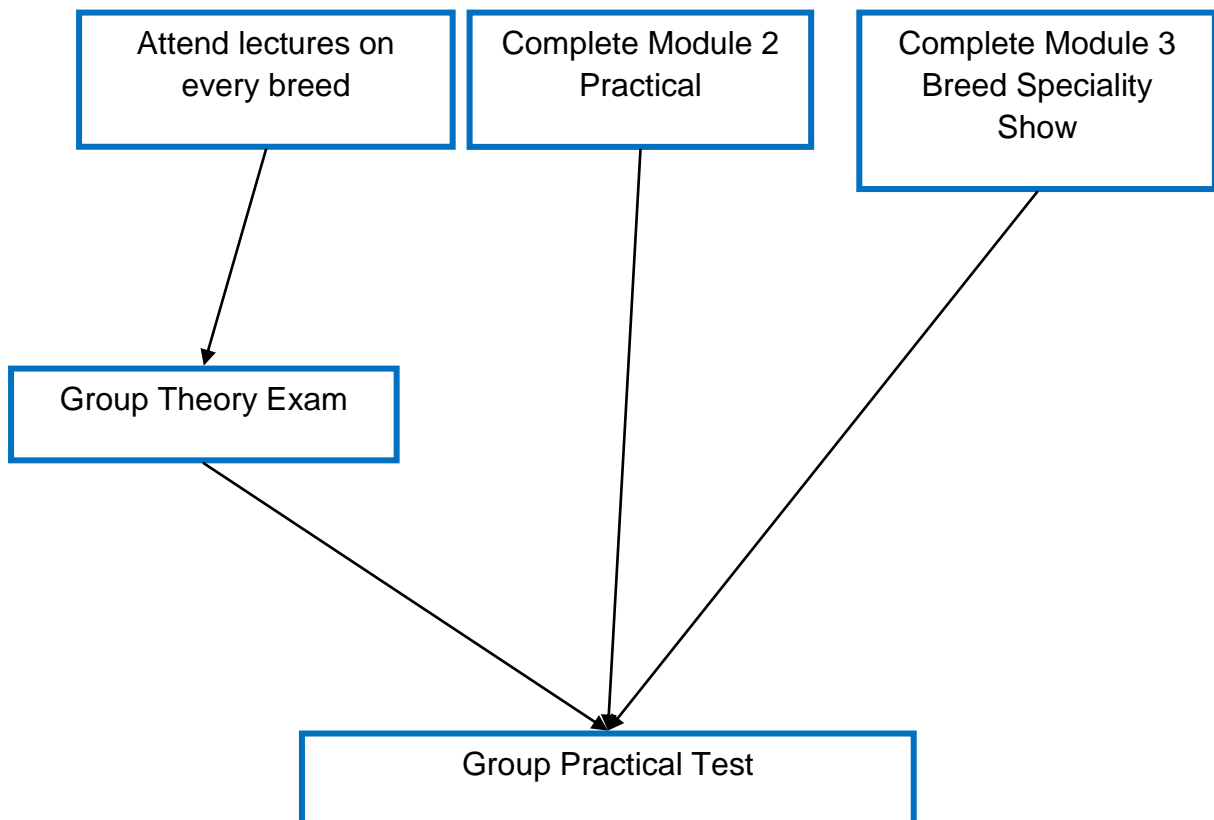 Attend lectures on
every breed
Complete Module 2
Practical
Complete Module 3
Breed Speciality
Show
Group Theory Exam
Group Practical Test